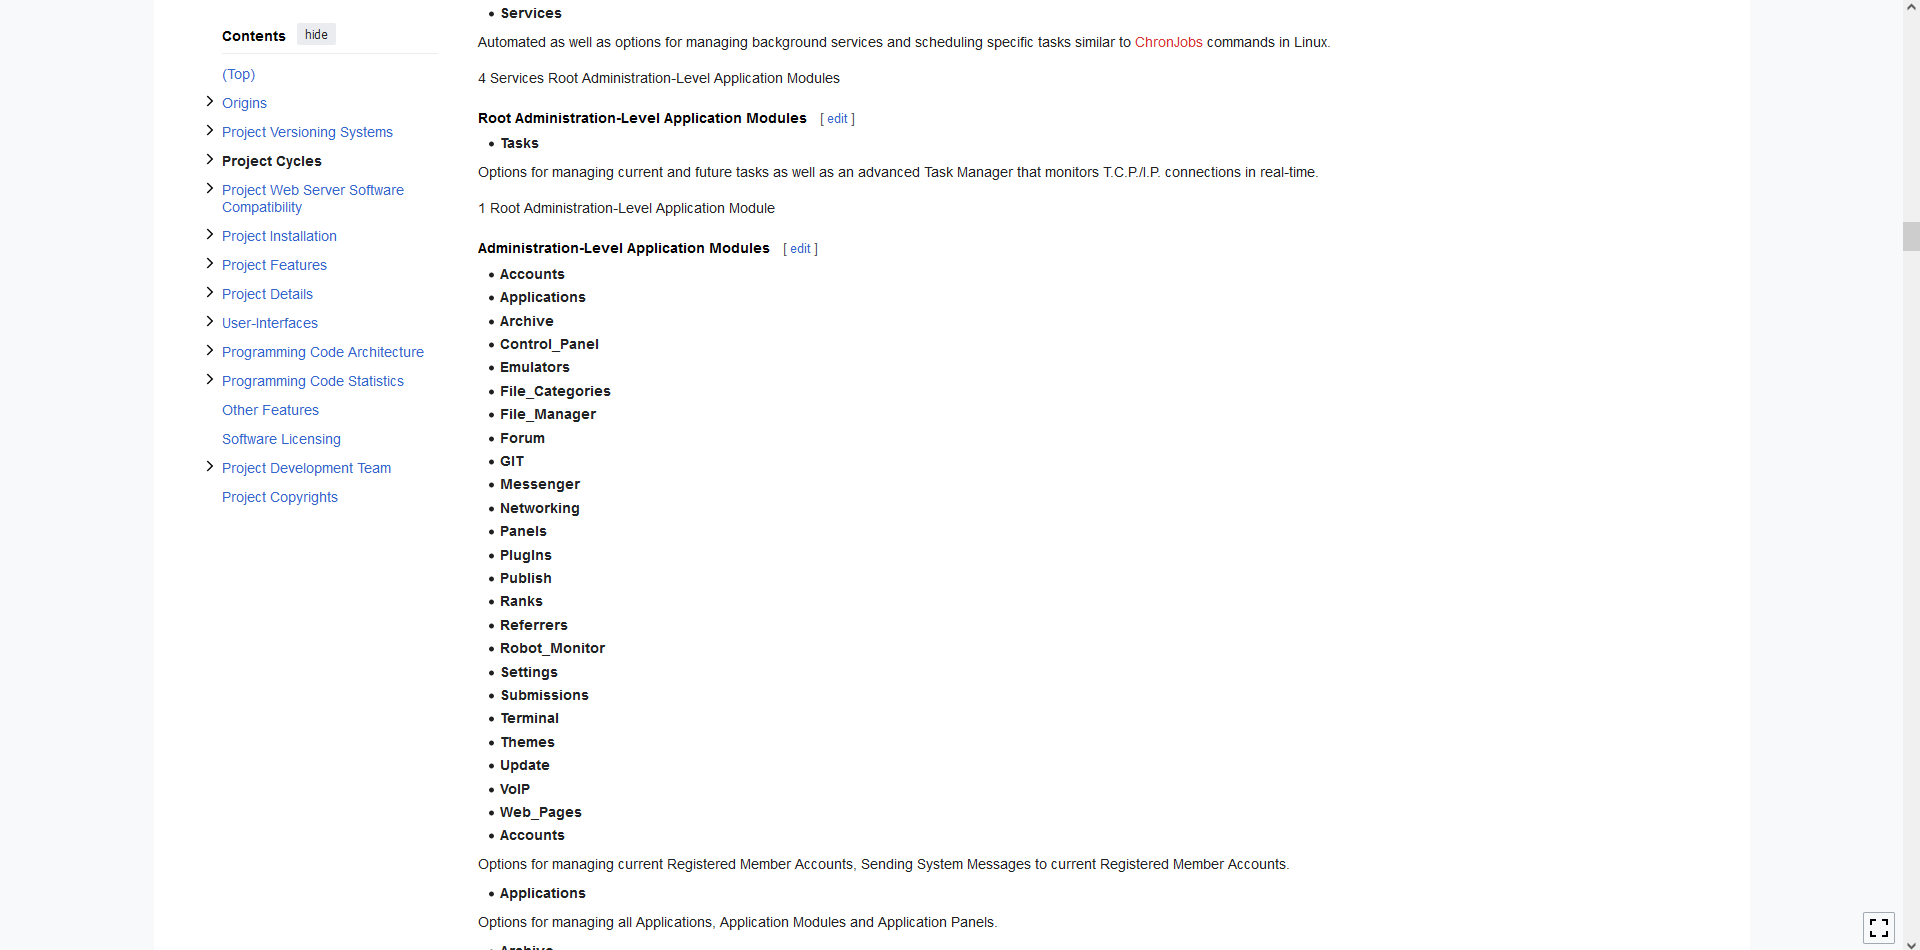 Contents hide
(Top)
Origins
Project Versioning Systems
Project Cycles
Project Web Server Software
Compatibility
Project Installation
Project Features
Project Details
User-Interfaces
Programming Code Architecture
Programming Code Statistics
Other Features
Software Licensing
Project Development Team
Project Copyrights
• Services
Automated as well as options for managing background services and scheduling specific tasks similar to ChronJobs commands in Linux.
4 Services Root Administration-Level Application Modules
Root Administration-Level Application Modules [ edit ]
• Tasks
Options for managing current and future tasks as well as an advanced Task Manager that monitors T.C.P./I.P. connections in real-time.
1 Root Administration-Level Application Module
Administration-Level Application Modules [ edit ]
• Accounts
• Applications
• Archive
• Control_Panel
• Emulators
• File_Categories
• File_Manager
• Forum
• GIT
• Messenger
• Networking
• Panels
• PlugIns
• Publish
• Ranks
• Referrers
• Robot_Monitor
• Settings
• Submissions
• Terminal
• Themes
• Update
• VoIP
• Web_Pages
• Accounts
Options for managing current Registered Member Accounts, Sending System Messages to current Registered Member Accounts.
• Applications
Options for managing all Applications, Application Modules and Application Panels.
• Archive